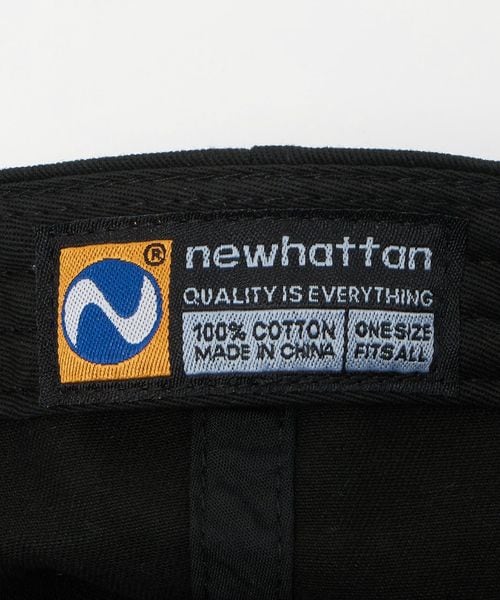 ®
newhattan
QUALITY IS EVERYTHING
100% COTTON
MADE IN CHINA
ONE SIZE
FITS ALL